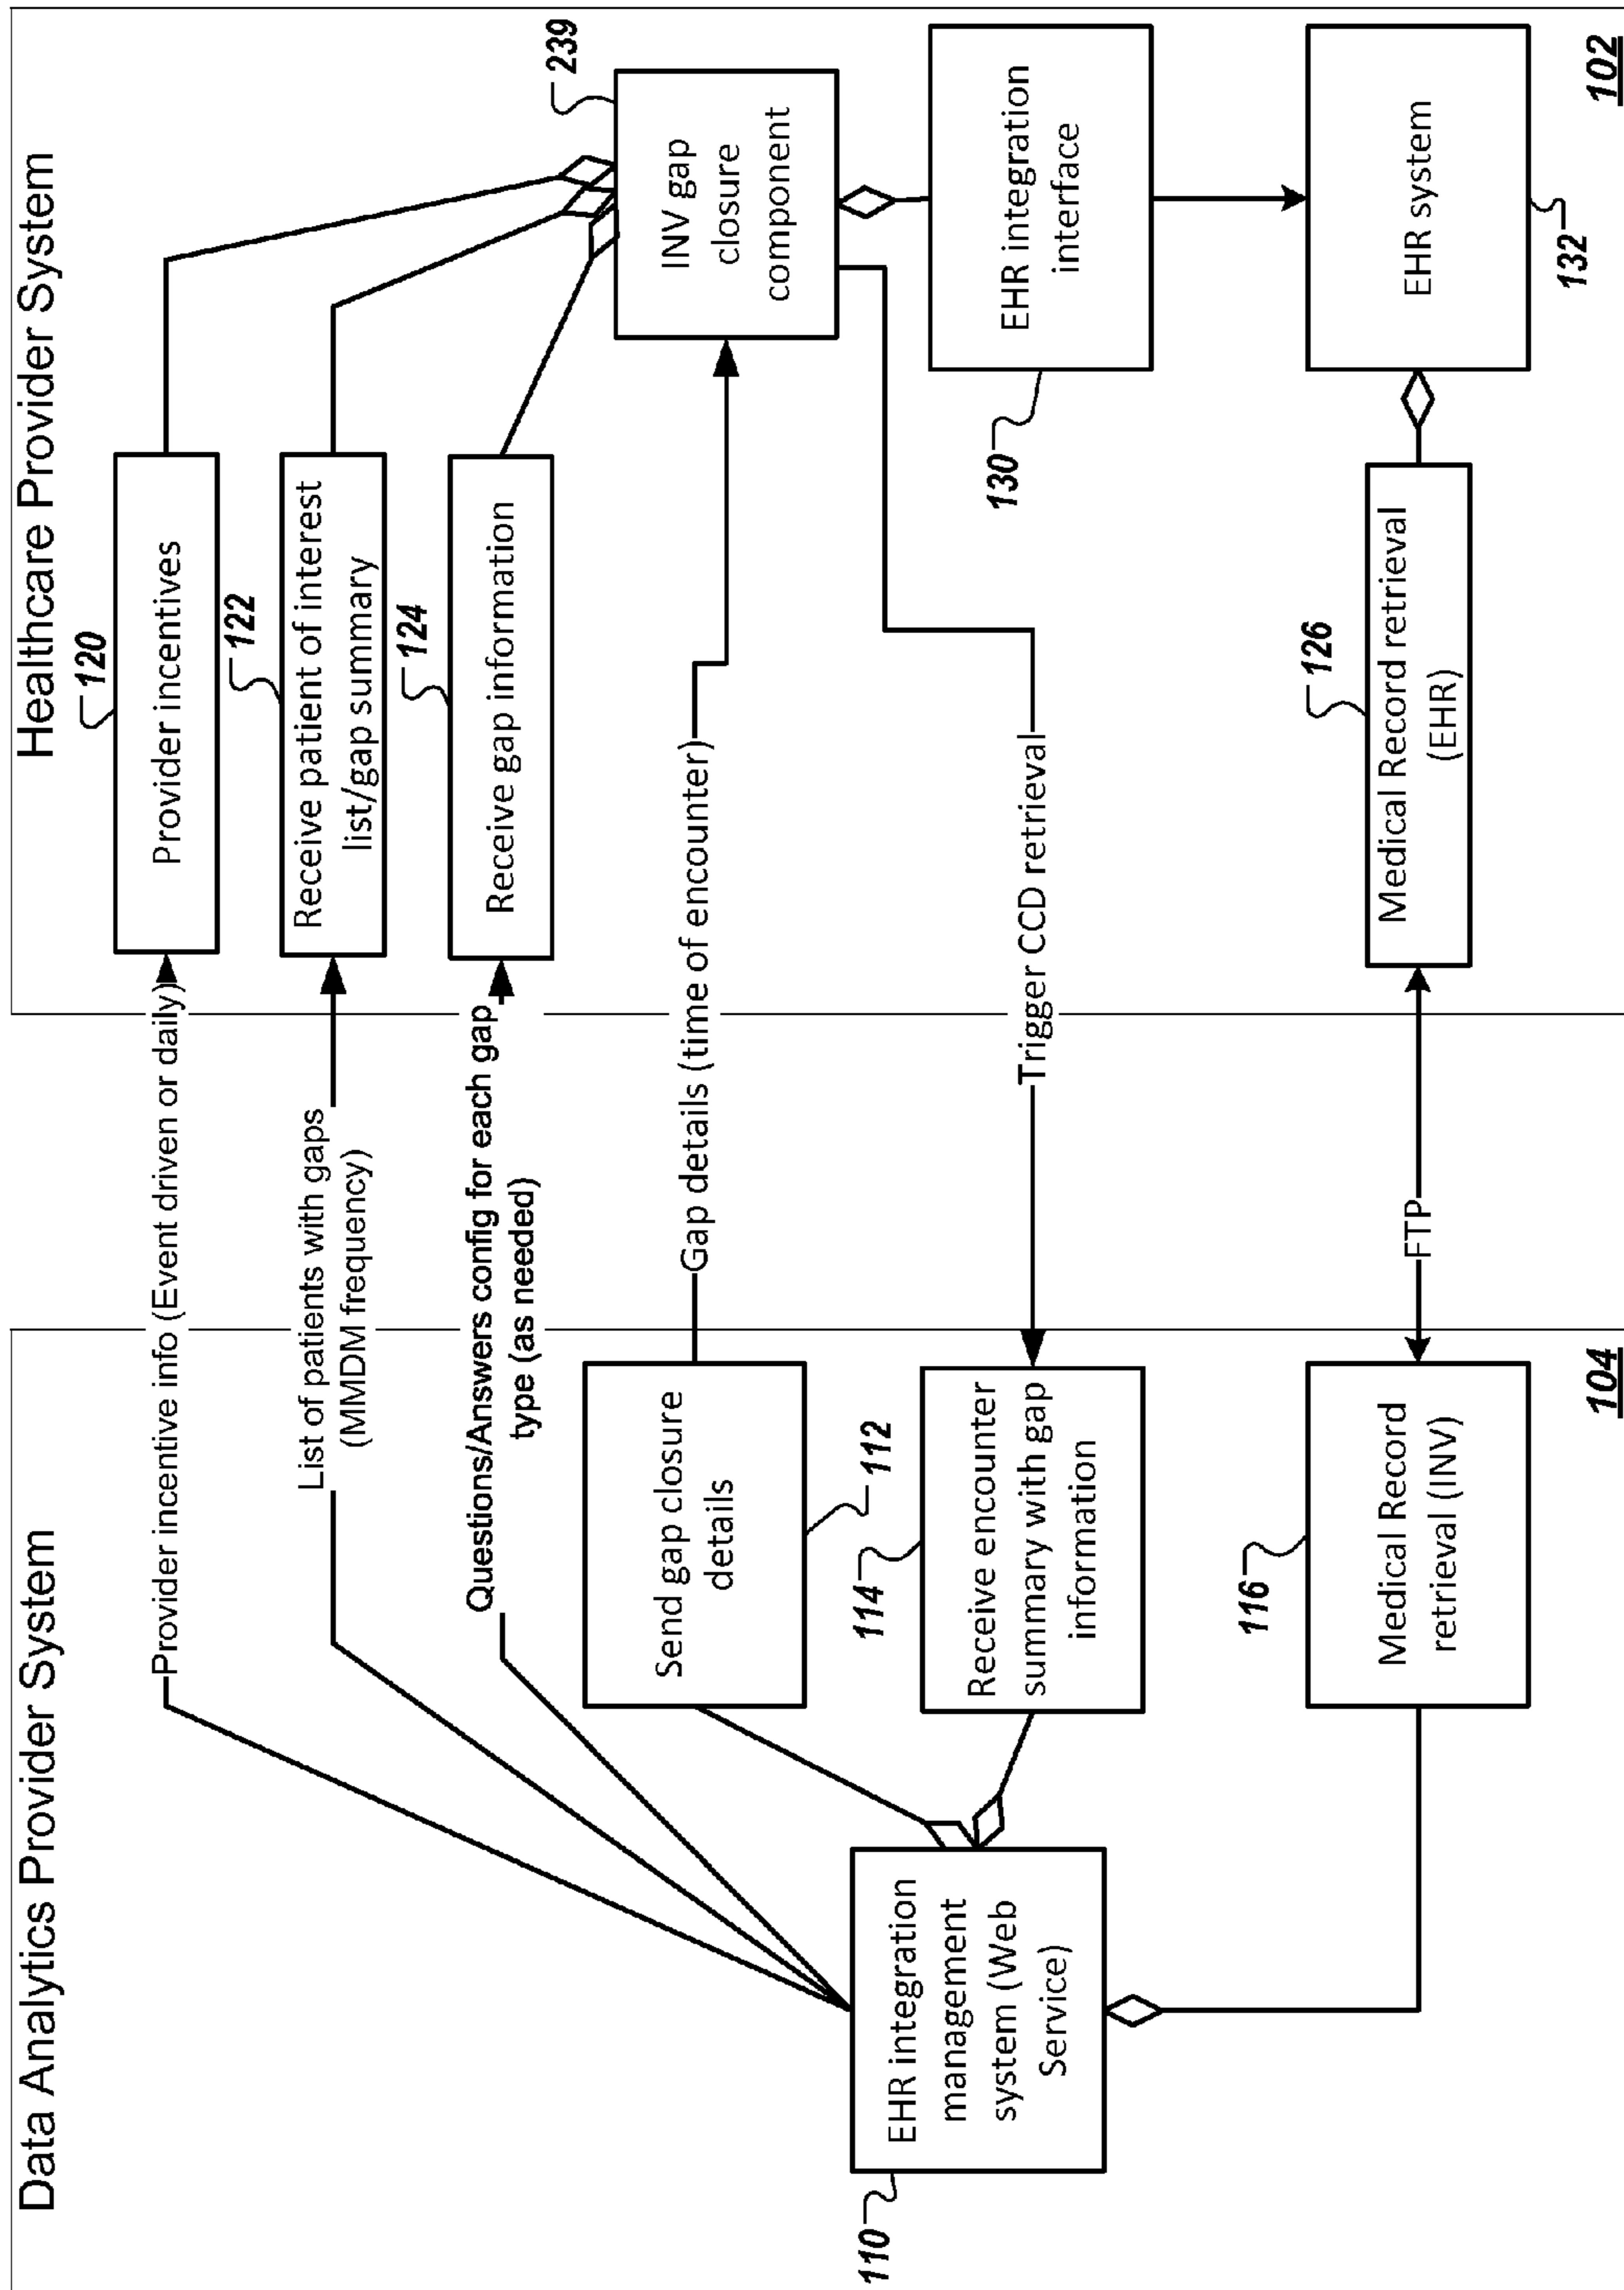 Data Analytics Provider System
Healthcare Provider System
Provider incentive info (Event driven or daily)
120
Provider incentives
List of patients with gaps
(MMDM frequency)
122
Receive patient of interest
list/gap summary
Questions/Answers config for each gap
type (as needed)
124
Receive gap information
239
INV gap
closure
component
Send gap closure
details
112
Gap details (time of encounter)
110
EHR integration
management
system (Web
Service)
114
Receive encounter
summary with gap
information
Trigger CCD retrieval
130
EHR integration
interface
116
Medical Record
retrieval (INV)
FTP
126
Medical Record retrieval
(EHR)
EHR system
132
104
102